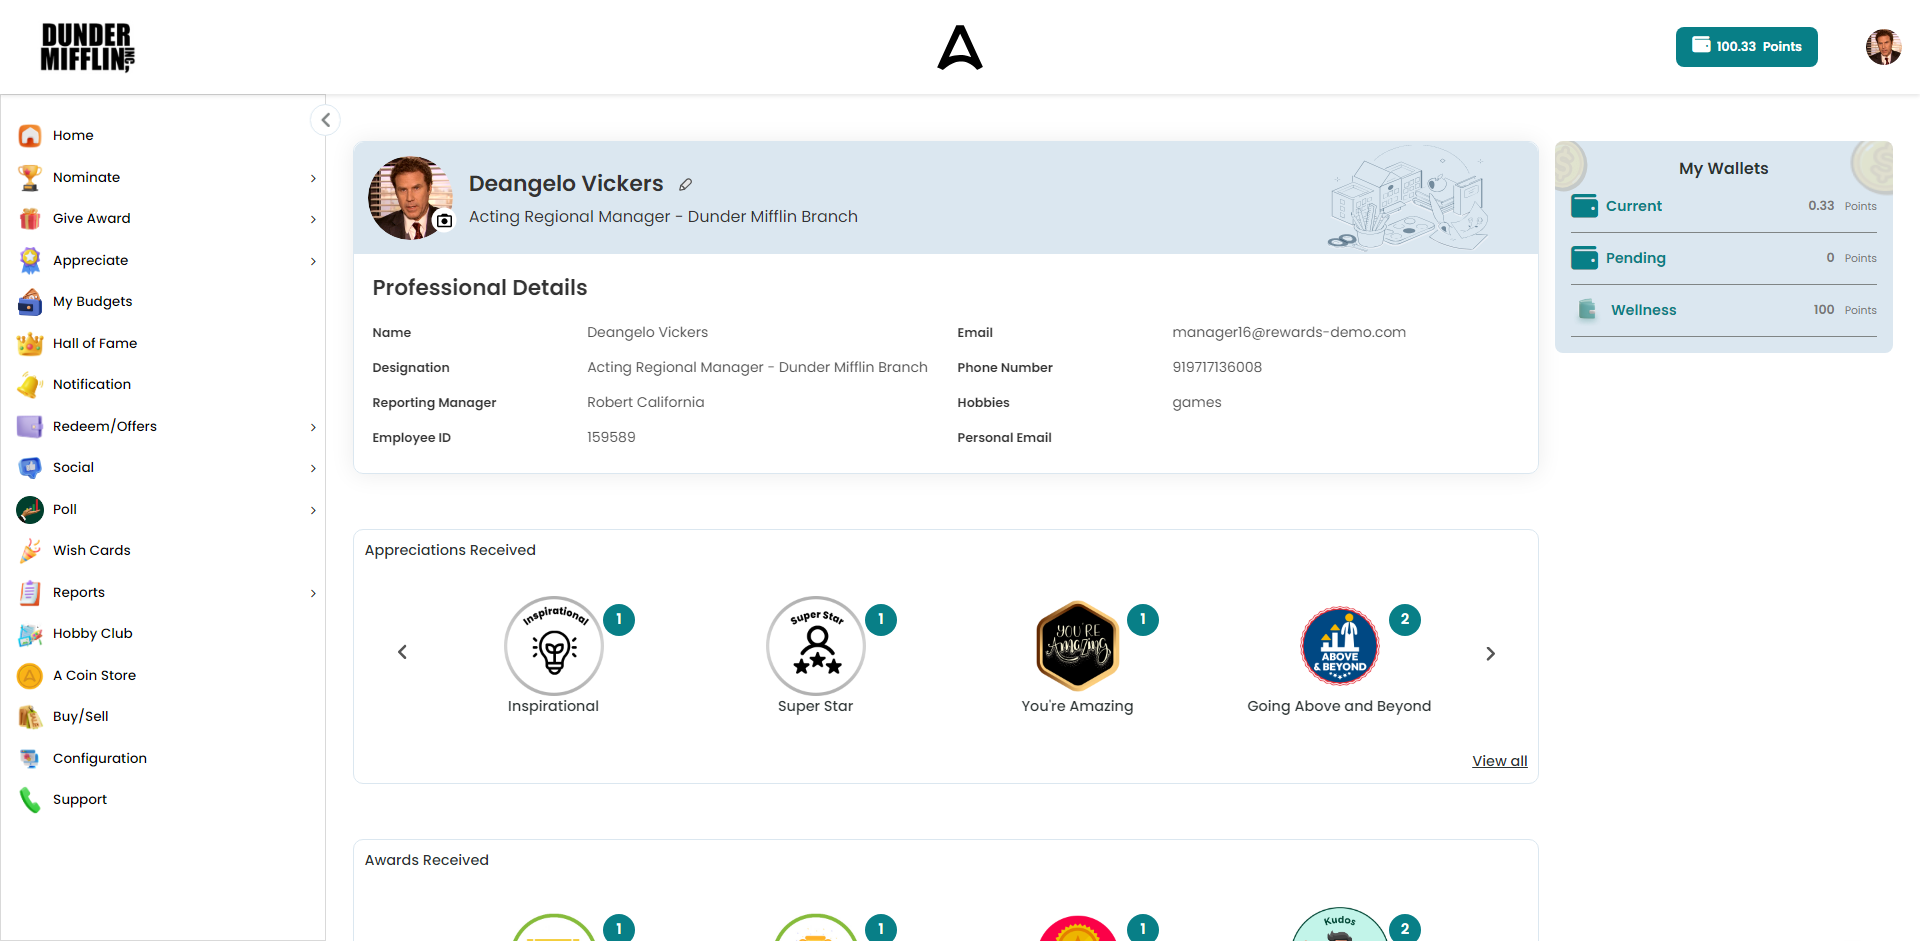 DUNDER
MIFFLIN INC,
100.33 Points
Home
Nominate
Give Award
Appreciate
My Budgets
Hall of Fame
Notification
Redeem/Offers
Social
Poll
Wish Cards
Reports
Hobby Club
A Coin Store
Buy/Sell
Configuration
Support
Deangelo Vickers
Acting Regional Manager - Dunder Mifflin Branch
Professional Details
Name Deangelo Vickers Email manager16@rewards-demo.com
Designation Acting Regional Manager - Dunder Mifflin Branch Phone Number 919717136008
Reporting Manager Robert California Hobbies games
Employee ID 159589 Personal Email
My Wallets
Current 0.33 Points
Pending 0 Points
Wellness 100 Points
Appreciations Received
Inspirational 1
Super Star 1
YOU'RE
Amazing 1
ABOVE
& BEYOND 2
Inspirational
Super Star
You're Amazing
Going Above and Beyond
View all
Awards Received
1
1
1
Kudos 2